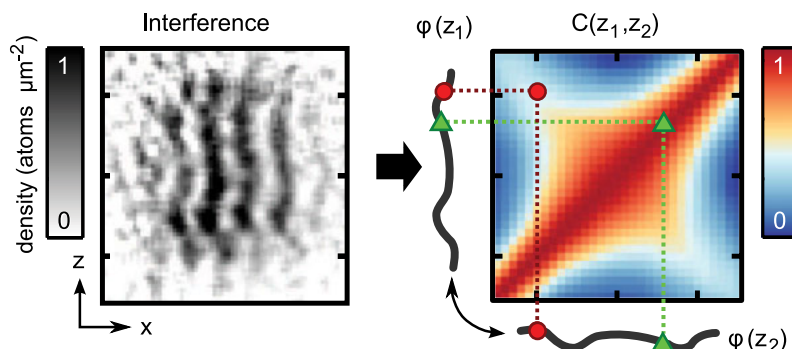 Interference
φ(z₁)
C(z₁,z₂)
density (atoms μm⁻²)
1
0
1
0
z
x
φ(z₂)